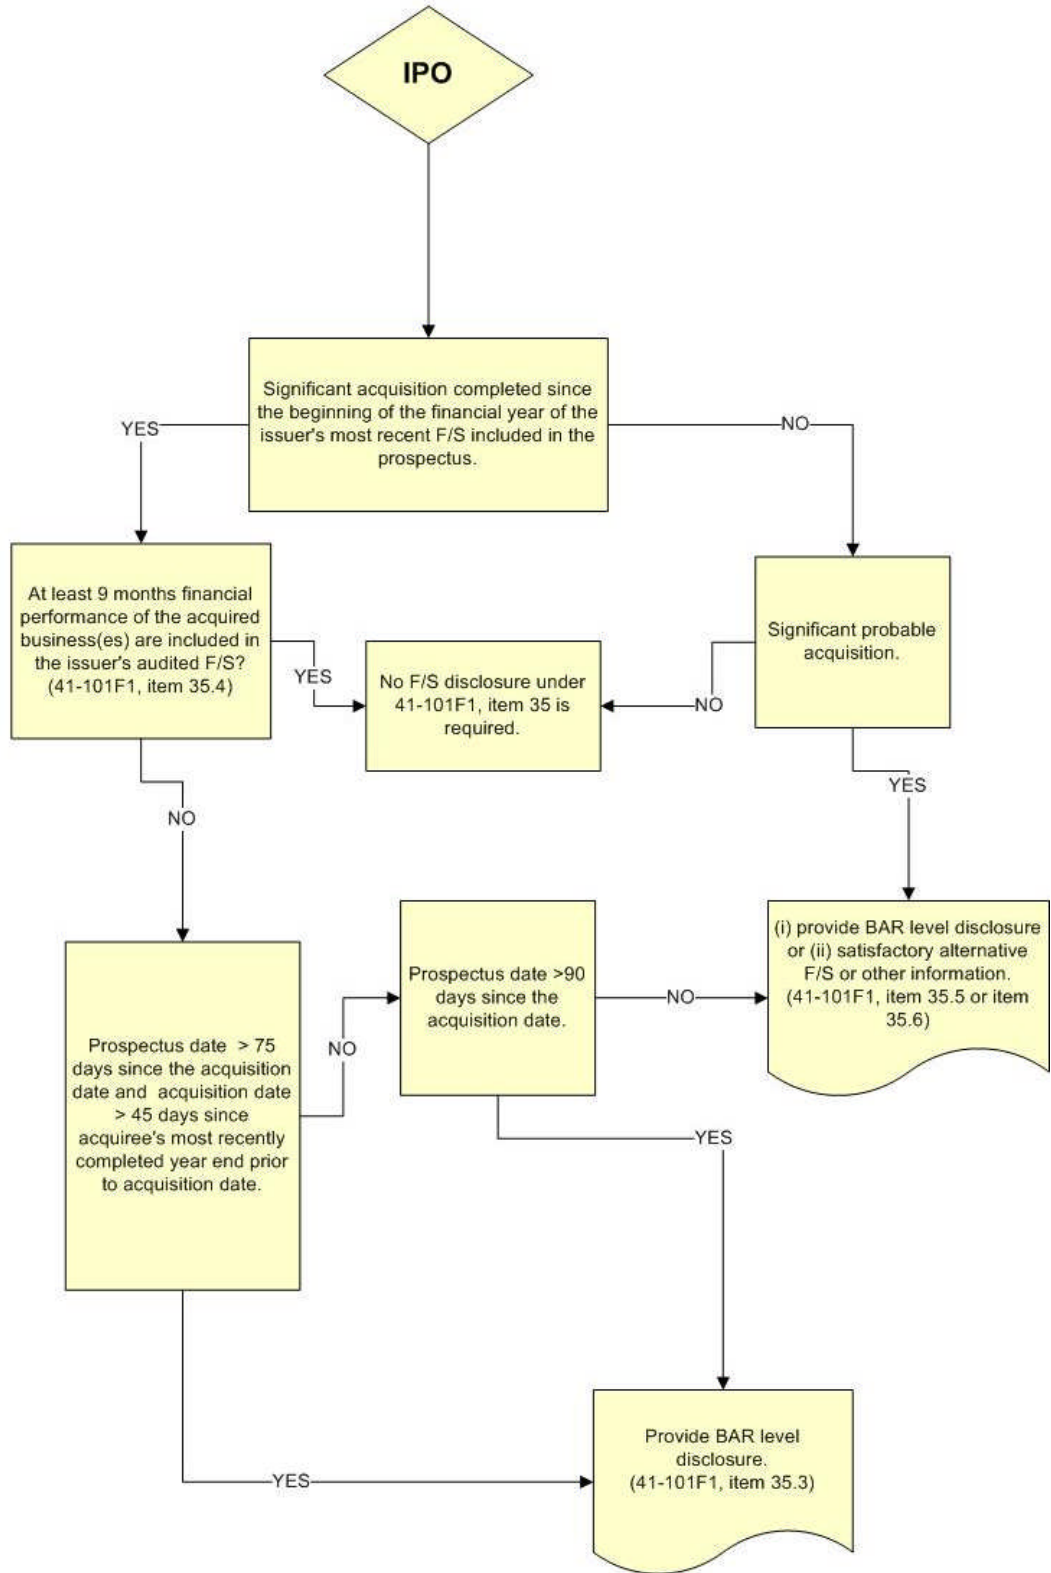 IPO
Significant acquisition completed since
the beginning of the financial year of the
issuer's most recent F/S included in the
prospectus.
YES
NO
At least 9 months financial
performance of the acquired
business(es) are included in
the issuer's audited F/S?
(41-101F1, item 35.4)
YES
No F/S disclosure under
41-101F1, item 35 is
required.
NO
Significant probable
acquisition.
YES
NO
Prospectus date  > 75
days since the acquisition
date and  acquisition date
> 45 days since
acquiree's most recently
completed year end prior
to acquisition date.
NO
Prospectus date >90
days since the
acquisition date.
NO
(i) provide BAR level disclosure
or (ii) satisfactory alternative
F/S or other information.
(41-101F1, item 35.5 or item
35.6)
YES
YES
Provide BAR level
disclosure.
(41-101F1, item 35.3)